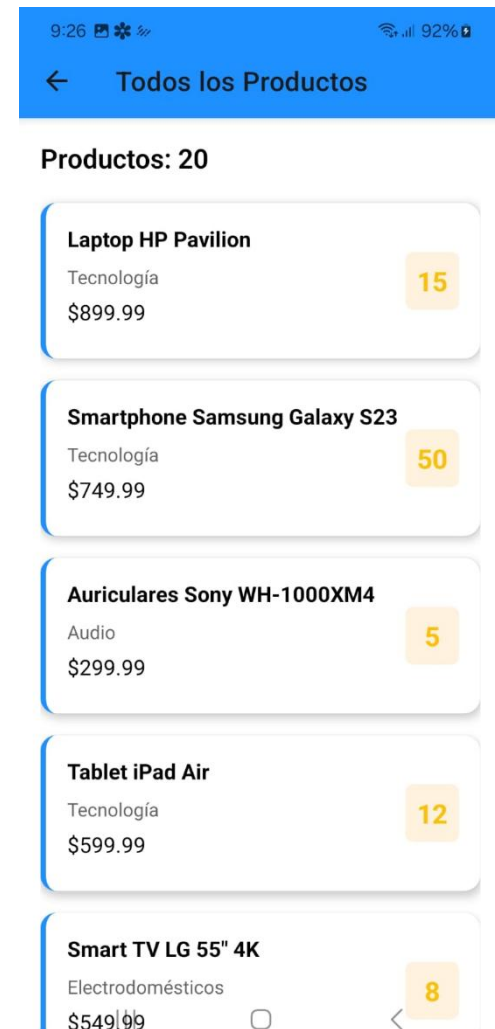 9:26
92%
Todos los Productos
Productos: 20
Laptop HP Pavilion
Tecnología
15
$899.99
Smartphone Samsung Galaxy S23
Tecnología
50
$749.99
Auriculares Sony WH-1000XM4
Audio
5
$299.99
Tablet iPad Air
Tecnología
12
$599.99
Smart TV LG 55" 4K
Electrodomésticos
8
$549.99